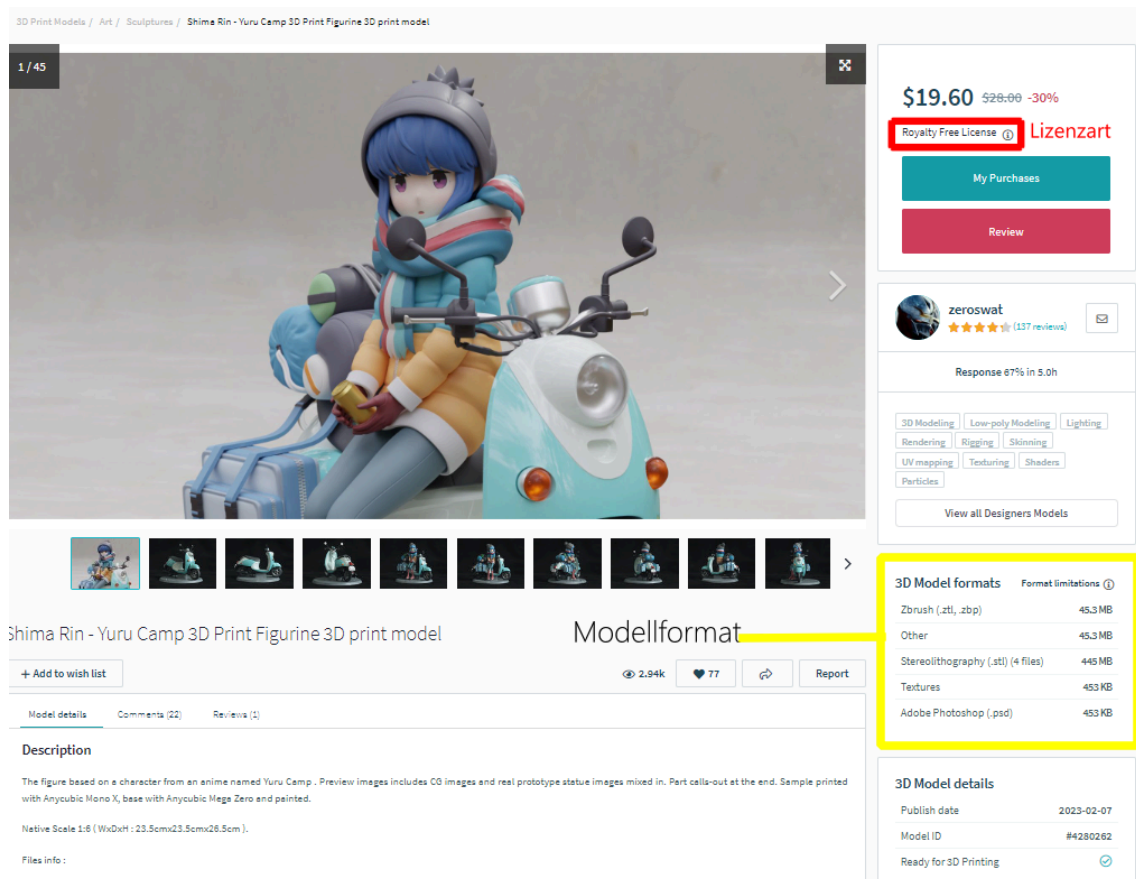 3D Print Models / Art / Sculptures / Shima Rin - Yuru Camp 3D Print Figurine 3D print model
1 / 45
$19.60 $28.00 -30%
Royalty Free License
Lizenzart
My Purchases
Review
zeroswat
(137 reviews)
Response 67% in 5.0h
3D Modeling Low-poly Modeling Lighting
Rendering Rigging Skinning
UV mapping Texturing Shaders
Particles
View all Designers Models
3D Model formats Format limitations
Zbrush (.ztl, .zbp) 45.3 MB
Other 45.3 MB
Stereolithography (.stl) (4 files) 445 MB
Textures 453 KB
Adobe Photoshop (.psd) 453 KB
Shima Rin - Yuru Camp 3D Print Figurine 3D print model
Modellformat
+ Add to wish list
2.94k
77
Report
Model details Comments (22) Reviews (1)
Description
The figure based on a character from an anime named Yuru Camp . Preview images includes CG images and real prototype statue images mixed in. Part calls-out at the end. Sample printed
with Anycubic Mono X, base with Anycubic Mega Zero and painted.
Native Scale 1:6 ( WxDxH : 23.5cmx23.5cmx26.5cm ).
Files info :
3D Model details
Publish date 2023-02-07
Model ID #4280262
Ready for 3D Printing